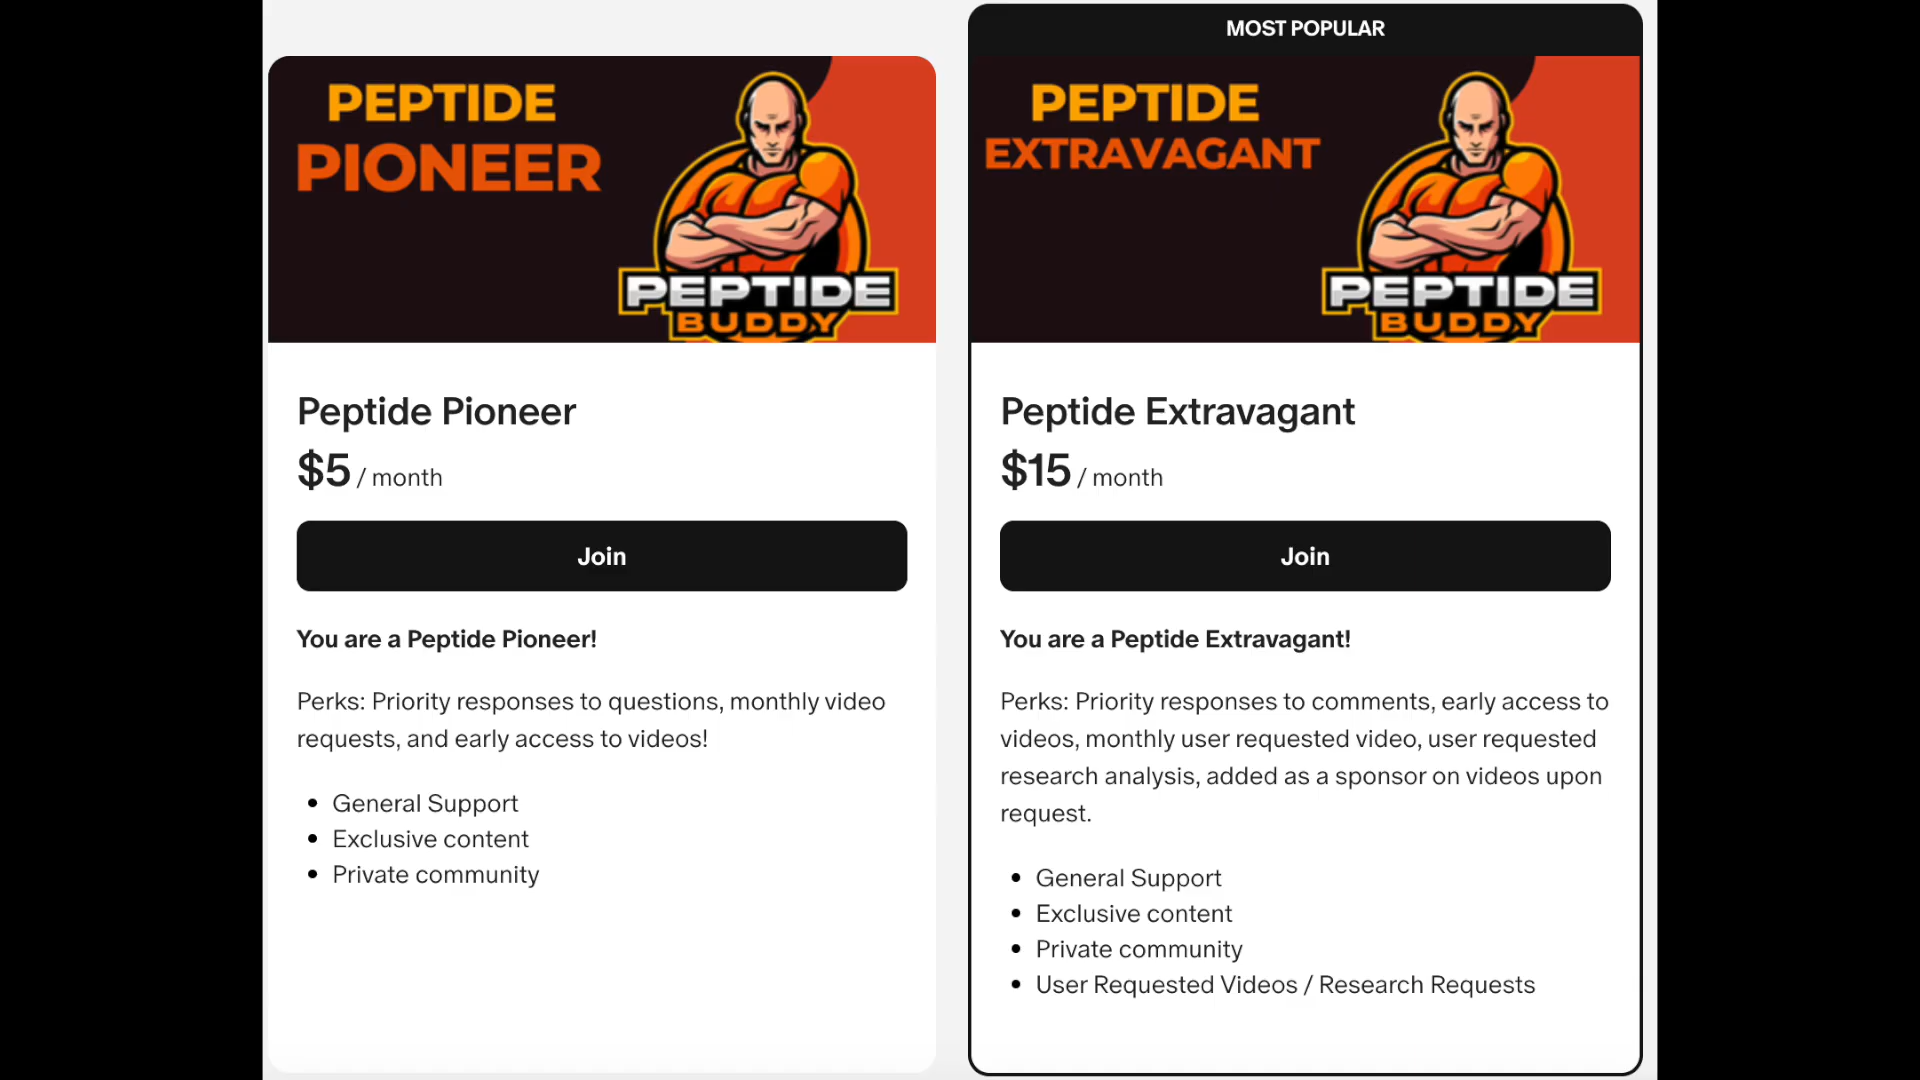 PEPTIDE
PIONEER
PEPTIDE
BUDDY
Peptide Pioneer
$5 / month
Join
You are a Peptide Pioneer!
Perks: Priority responses to questions, monthly video
requests, and early access to videos!
• General Support
• Exclusive content
• Private community
MOST POPULAR
PEPTIDE
EXTRAVAGANT
PEPTIDE
BUDDY
Peptide Extravagant
$15 / month
Join
You are a Peptide Extravagant!
Perks: Priority responses to comments, early access to
videos, monthly user requested video, user requested
research analysis, added as a sponsor on videos upon
request.
• General Support
• Exclusive content
• Private community
• User Requested Videos / Research Requests